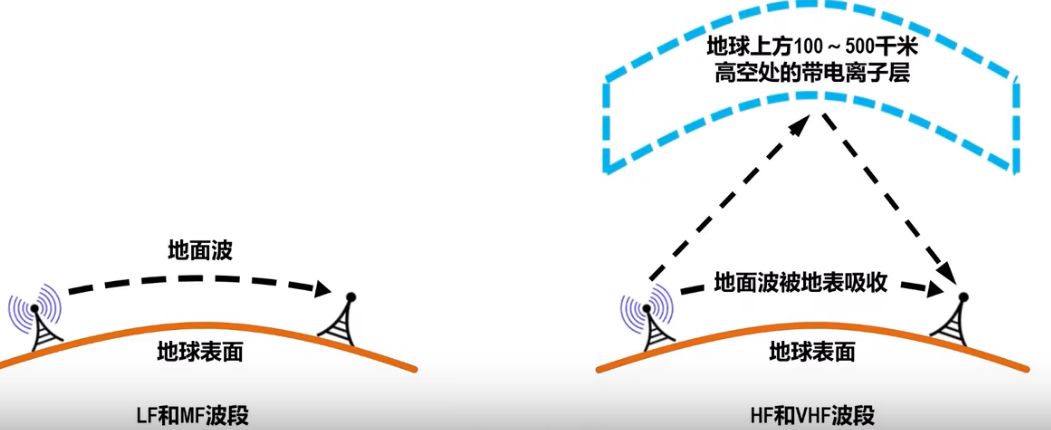 地球上方100～500千米
高空处的带电离子层
地面波
地面波被地表吸收
地球表面
地球表面
LF和MF波段
HF和VHF波段